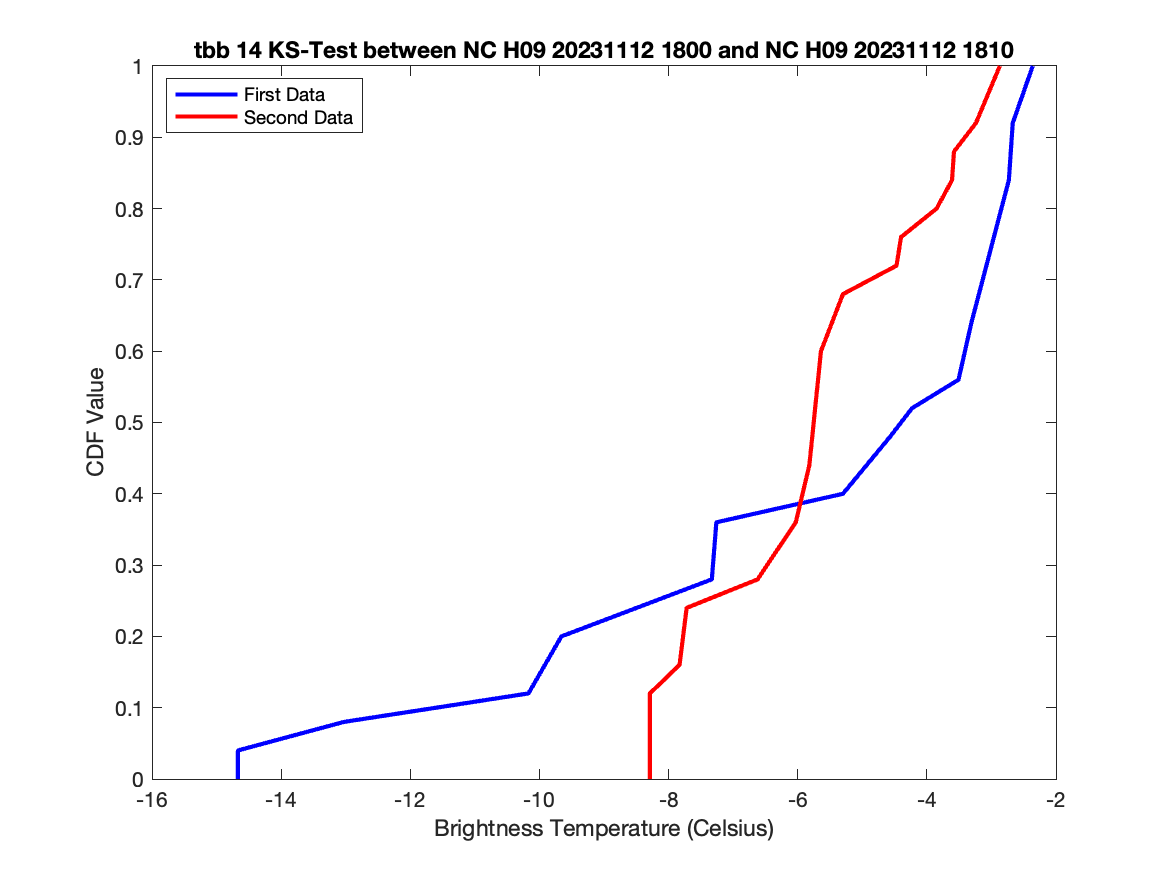 tbb 14 KS-Test between NC H09 20231112 1800 and NC H09 20231112 1810
First Data
Second Data
1
0.9
0.8
0.7
0.6
0.5
0.4
0.3
0.2
0.1
0
CDF Value
-16 -14 -12 -10 -8 -6 -4 -2
Brightness Temperature (Celsius)